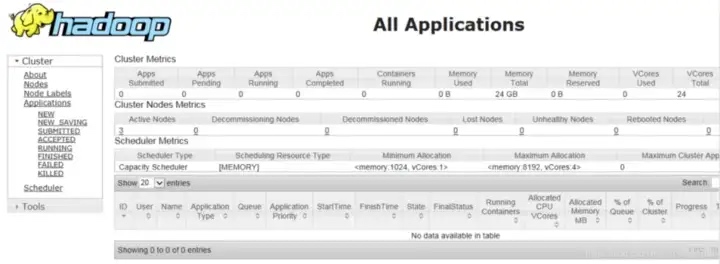 hadoop
All Applications
Cluster
About
Nodes
Node Labels
Applications
NEW
NEW_SAVING
SUBMITTED
ACCEPTED
RUNNING
FINISHED
FAILED
KILLED
Scheduler
Tools
Cluster Metrics
Apps Submitted Apps Pending Apps Running Apps Completed Containers Running Memory Used Memory Total Memory Reserved VCores Used VCores Total
0 0 0 0 0 0 B 24 GB 0 B 0 24
Cluster Nodes Metrics
Active Nodes Decommissioning Nodes Decommissioned Nodes Lost Nodes Unhealthy Nodes Rebooted Nodes
3 0 0 0 0 0
Scheduler Metrics
Scheduler Type Scheduling Resource Type Minimum Allocation Maximum Allocation Maximum Cluster App
Capacity Scheduler [MEMORY] <memory:1024, vCores:1> <memory:8192, vCores:4> 0
Show 20 entries Search:
ID User Name Application Type Queue Application Priority StartTime FinishTime State FinalStatus Running Containers Allocated CPU VCores Allocated Memory MB % of Queue % of Cluster Progress T
No data available in table
Showing 0 to 0 of 0 entries